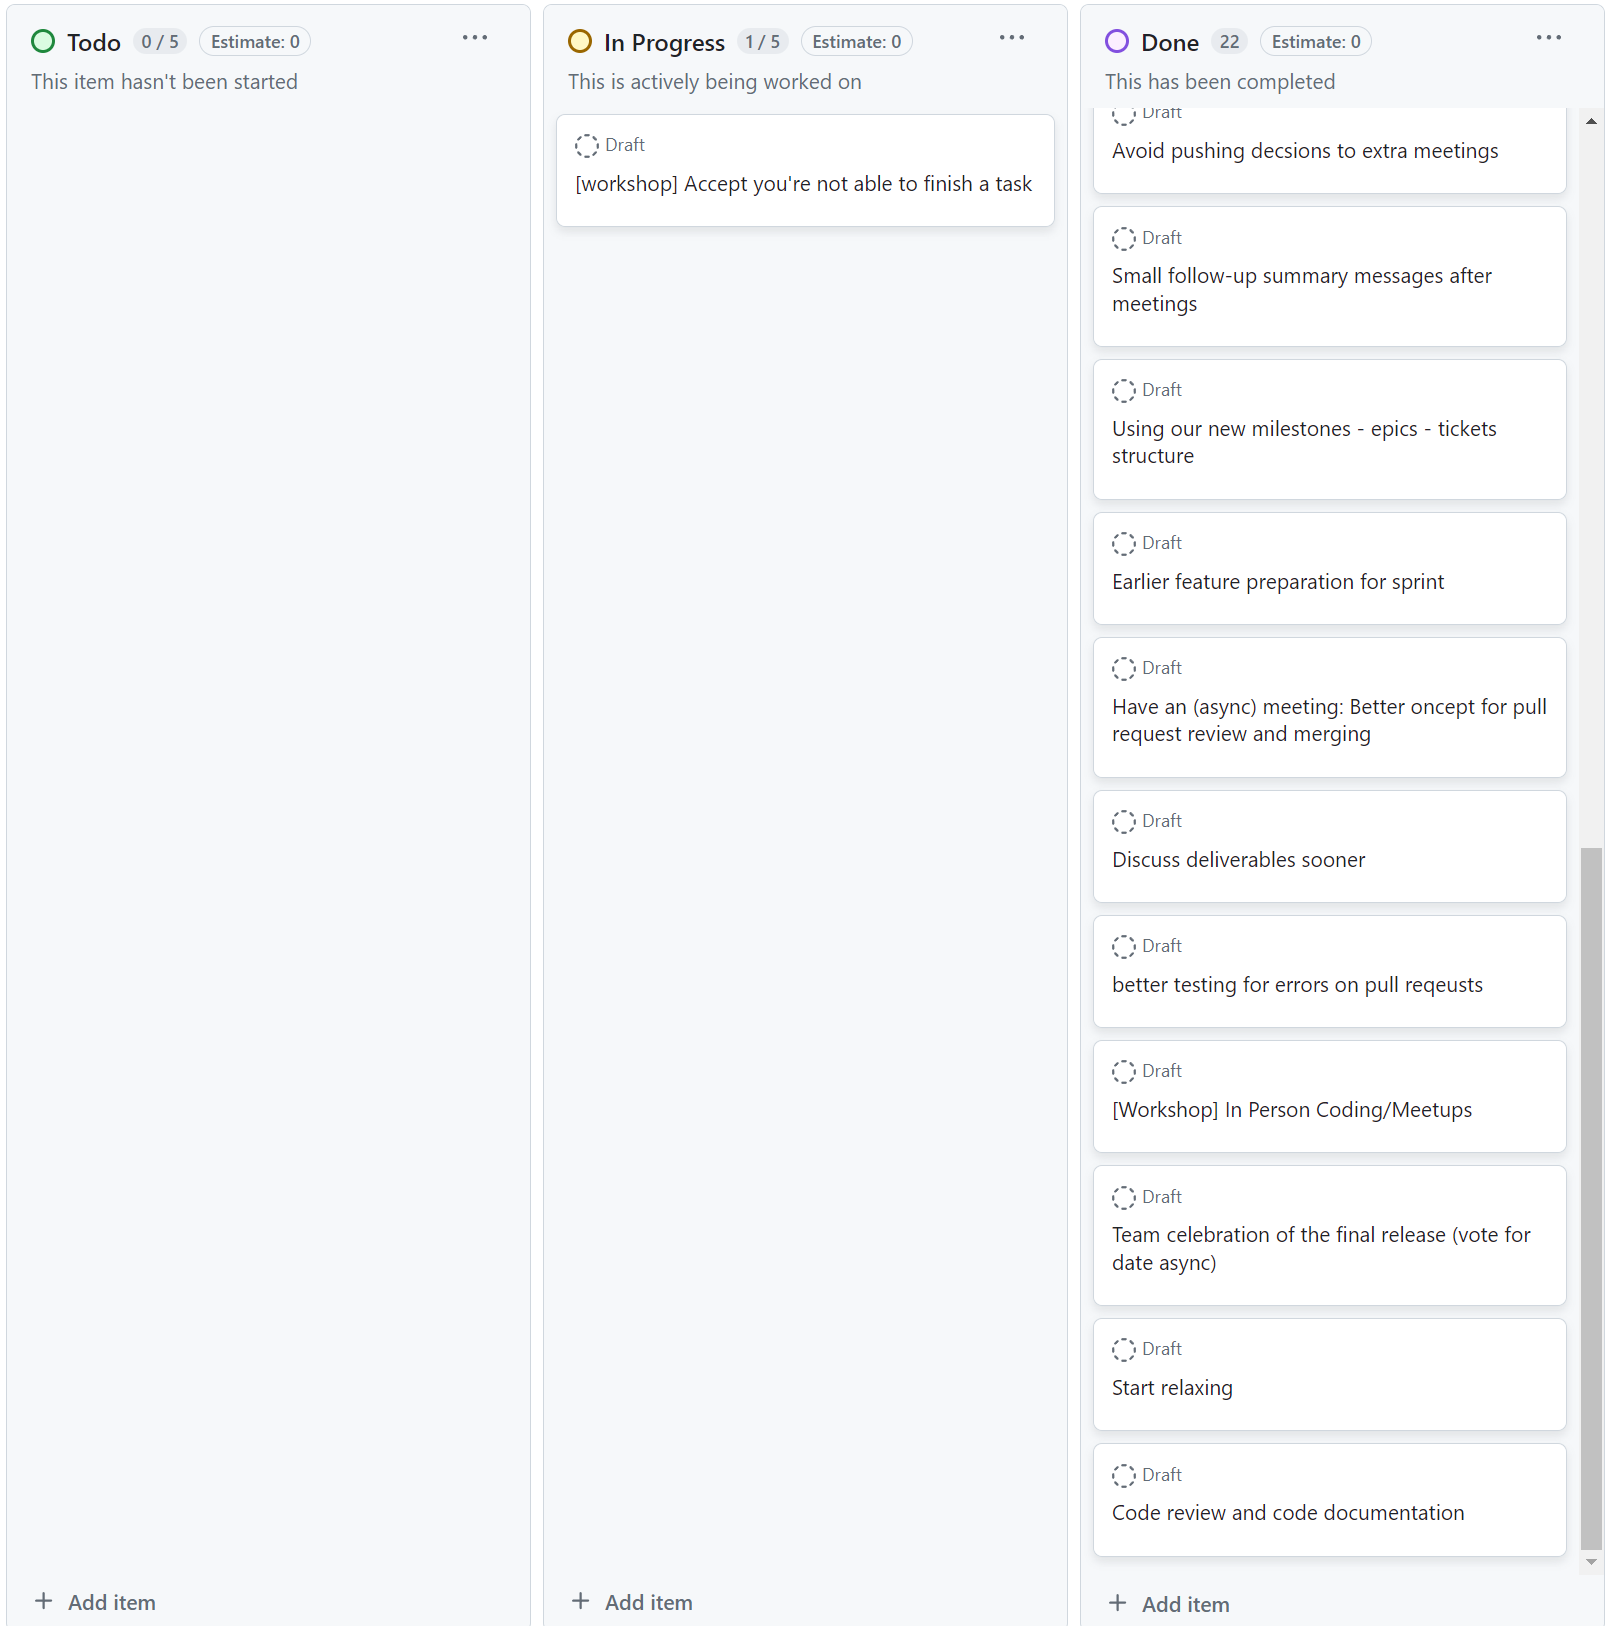 Todo 0 / 5 Estimate: 0
This item hasn't been started
Add item
In Progress 1 / 5 Estimate: 0
This is actively being worked on
Draft
[workshop] Accept you're not able to finish a task
Add item
Done 22 Estimate: 0
This has been completed
Draft
Avoid pushing decsions to extra meetings
Draft
Small follow-up summary messages after
meetings
Draft
Using our new milestones - epics - tickets
structure
Draft
Earlier feature preparation for sprint
Draft
Have an (async) meeting: Better oncept for pull
request review and merging
Draft
Discuss deliverables sooner
Draft
better testing for errors on pull reqeusts
Draft
[Workshop] In Person Coding/Meetups
Draft
Team celebration of the final release (vote for
date async)
Draft
Start relaxing
Draft
Code review and code documentation
Add item